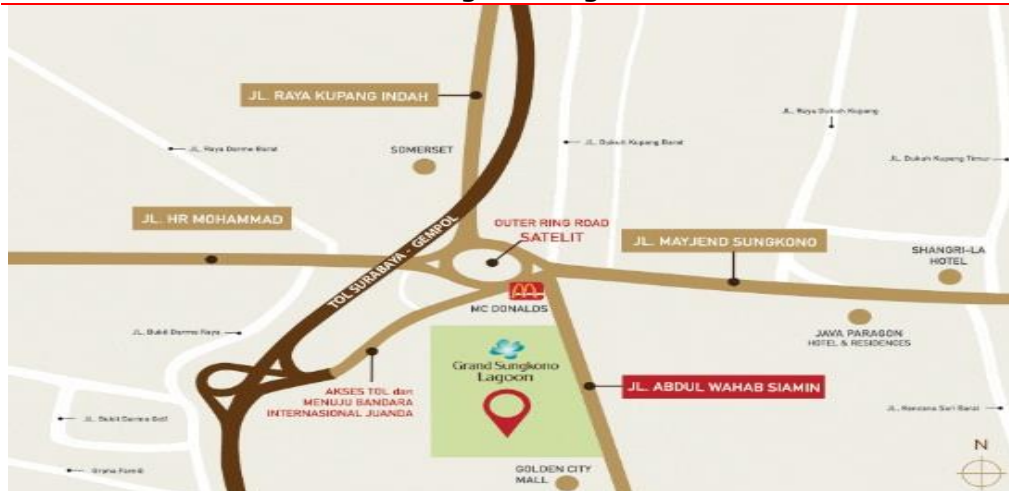 JL. RAYA KUPANG INDAH
JL. Raya Dukuh Kupang
JL. Raya Darmo Barat
SOMERSET
JL. Dukuh Kupang Barat
JL. Dukuh Kupang Timur
JL. HR MOHAMMAD
OUTER RING ROAD
SATELIT
JL. MAYJEND SUNGKONO
SHANGRI-LA
HOTEL
TOL SURABAYA - GEMPOL
MC DONALDS
JL. Bukit Darmo Raya
JAVA PARAGON
HOTEL & RESIDENCES
Grand Sungkono
Lagoon
AKSES TOL dan
MENUJU BANDARA
INTERNASIONAL JUANDA
JL. ABDUL WAHAB SIAMIN
JL. Bukit Darmo Golf
JL. Kencana Sari Barat
N
Graha Famili
GOLDEN CITY
MALL